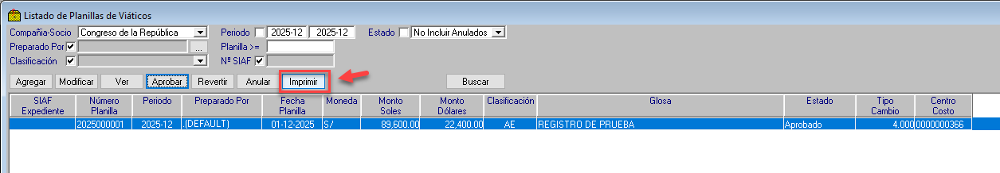 Listado de Planillas de Viáticos
Compañia-Socio Congreso de la República Periodo 2025-12 2025-12 Estado No Incluir Anulados
Preparado Por ... Planilla >=
Clasificación Nº SIAF
Agregar Modificar Ver Aprobar Revertir Anular Imprimir Buscar
SIAF Expediente Número Planilla Periodo Preparado Por Fecha Planilla Moneda Monto Soles Monto Dólares Clasificación Glosa Estado Tipo Cambio Centro Costo
2025000001 2025-12 .(DEFAULT) 01-12-2025 S/ 89,600.00 22,400.00 AE REGISTRO DE PRUEBA Aprobado 4.000 0000000366